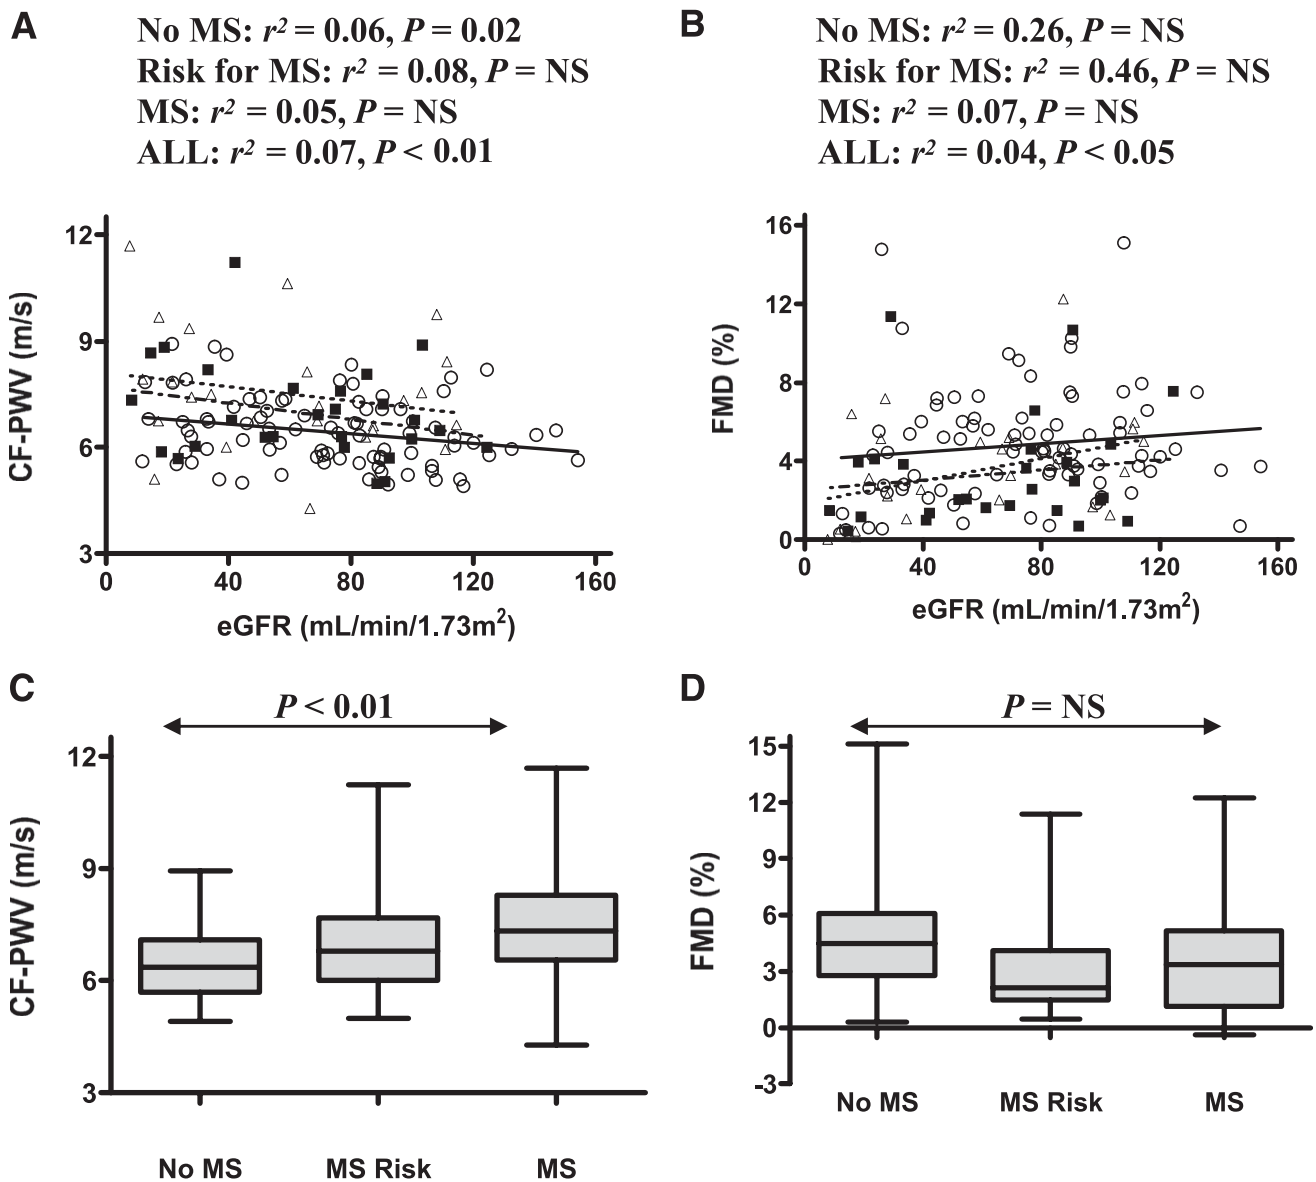 A
No MS: r² = 0.06, P = 0.02
Risk for MS: r² = 0.08, P = NS
MS: r² = 0.05, P = NS
ALL: r² = 0.07, P < 0.01
CF-PWV (m/s)
12
9
6
3
0 40 80 120 160
eGFR (mL/min/1.73m²)
B
No MS: r² = 0.26, P = NS
Risk for MS: r² = 0.46, P = NS
MS: r² = 0.07, P = NS
ALL: r² = 0.04, P < 0.05
FMD (%)
16
12
8
4
0
0 40 80 120 160
eGFR (mL/min/1.73m²)
C
P < 0.01
CF-PWV (m/s)
12
9
6
3
No MS MS Risk MS
D
P = NS
FMD (%)
15
12
9
6
3
0
-3
No MS MS Risk MS